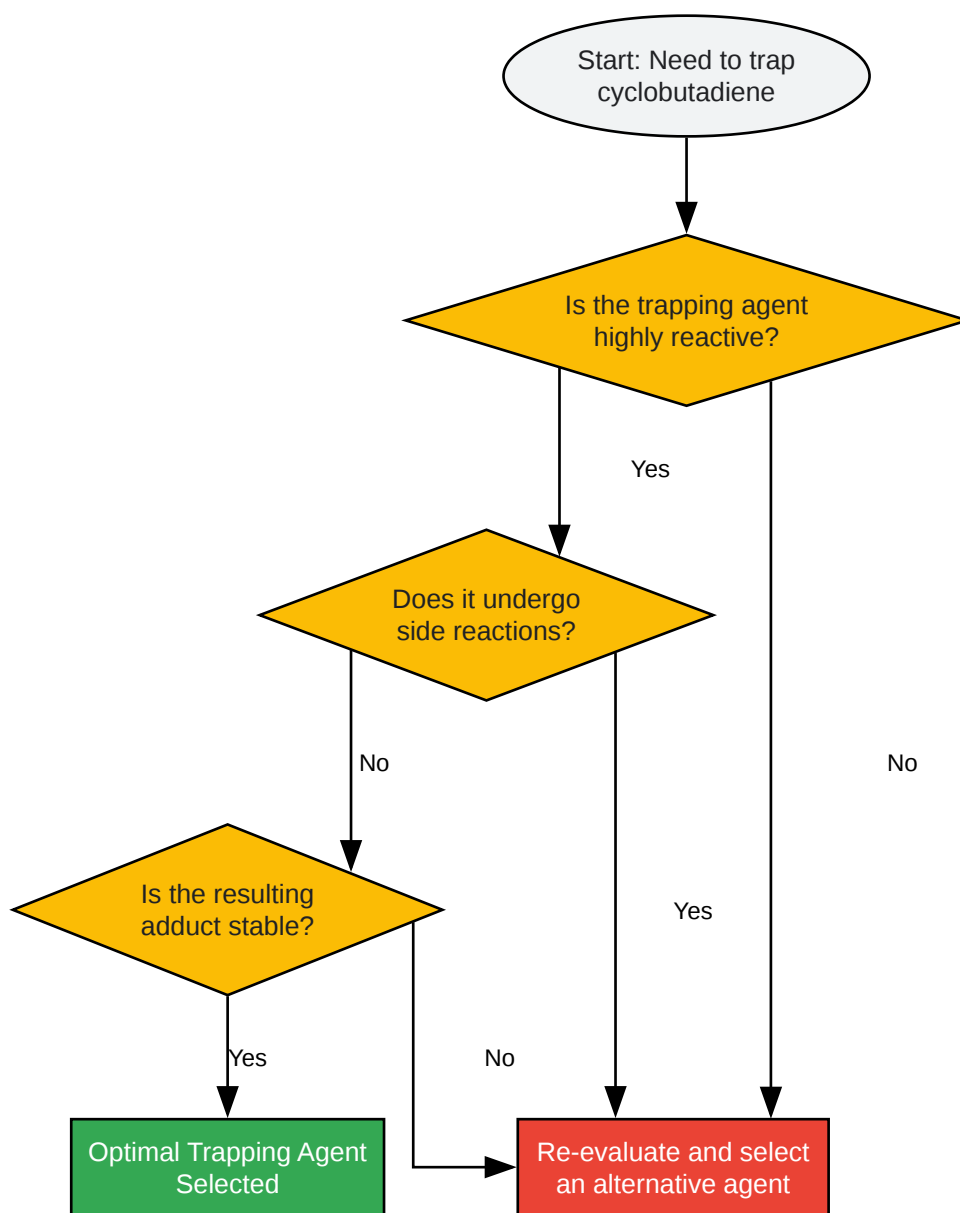 Start: Need to trap
cyclobutadiene
Is the trapping agent
highly reactive?
Yes
Does it undergo
side reactions?
No
No
Is the resulting
adduct stable?
Yes
Yes
No
Optimal Trapping Agent
Selected
Re-evaluate and select
an alternative agent